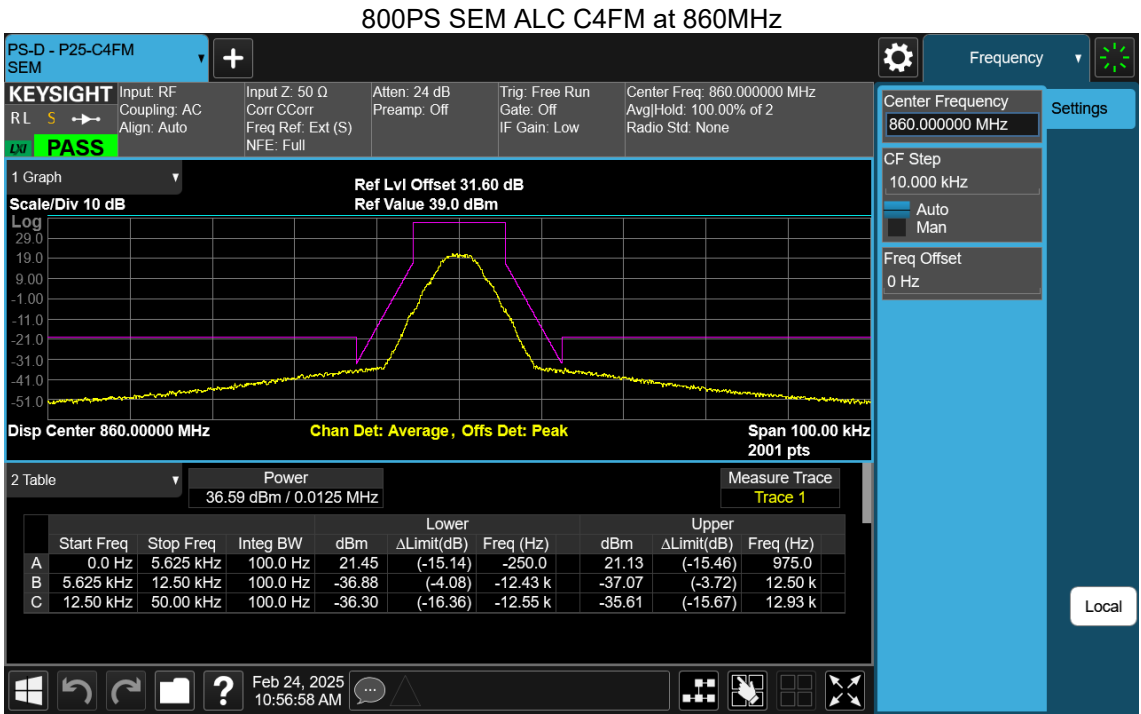 800PS SEM ALC C4FM at 860MHz
PS-D - P25-C4FM
SEM
Frequency
KEYSIGHT
RL S
LXI PASS
Input: RF
Coupling: AC
Align: Auto
Input Z: 50 Ω
Corr CCorr
Freq Ref: Ext (S)
NFE: Full
Atten: 24 dB
Preamp: Off
Trig: Free Run
Gate: Off
IF Gain: Low
Center Freq: 860.000000 MHz
Avg|Hold: 100.00% of 2
Radio Std: None
Center Frequency
860.000000 MHz
Settings
CF Step
10.000 kHz
Auto
Man
Freq Offset
0 Hz
1 Graph
Scale/Div 10 dB
Ref Lvl Offset 31.60 dB
Ref Value 39.0 dBm
Log
29.0
19.0
9.00
-1.00
-11.0
-21.0
-31.0
-41.0
-51.0
Disp Center 860.00000 MHz
Chan Det: Average , Offs Det: Peak
Span 100.00 kHz
2001 pts
2 Table
Power
36.59 dBm / 0.0125 MHz
Measure Trace
Trace 1
Lower Upper
Start Freq Stop Freq Integ BW dBm ΔLimit(dB) Freq (Hz) dBm ΔLimit(dB) Freq (Hz)
A 0.0 Hz 5.625 kHz 100.0 Hz 21.45 (-15.14) -250.0 21.13 (-15.46) 975.0
B 5.625 kHz 12.50 kHz 100.0 Hz -36.88 (-4.08) -12.43 k -37.07 (-3.72) 12.50 k
C 12.50 kHz 50.00 kHz 100.0 Hz -36.30 (-16.36) -12.55 k -35.61 (-15.67) 12.93 k
Local
Feb 24, 2025
10:56:58 AM